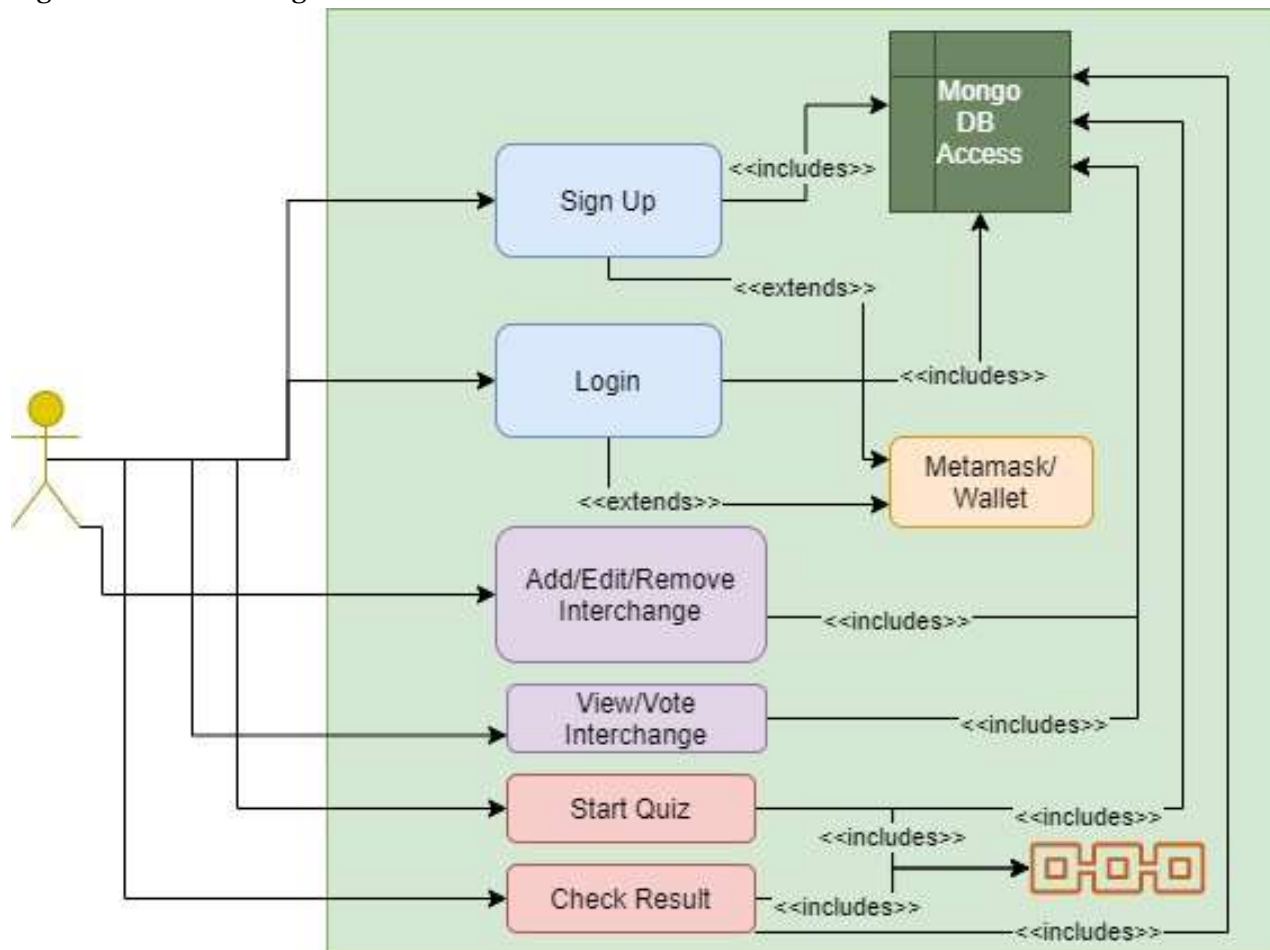 Mongo
DB
Access
<<includes>>
Sign Up
<<extends>>
Login
<<includes>>
Metamask/
Wallet
<<extends>>
Add/Edit/Remove
Interchange
<<includes>>
View/Vote
Interchange
<<includes>>
Start Quiz
<<includes>>
<<includes>>
Check Result
<<includes>>
<<includes>>